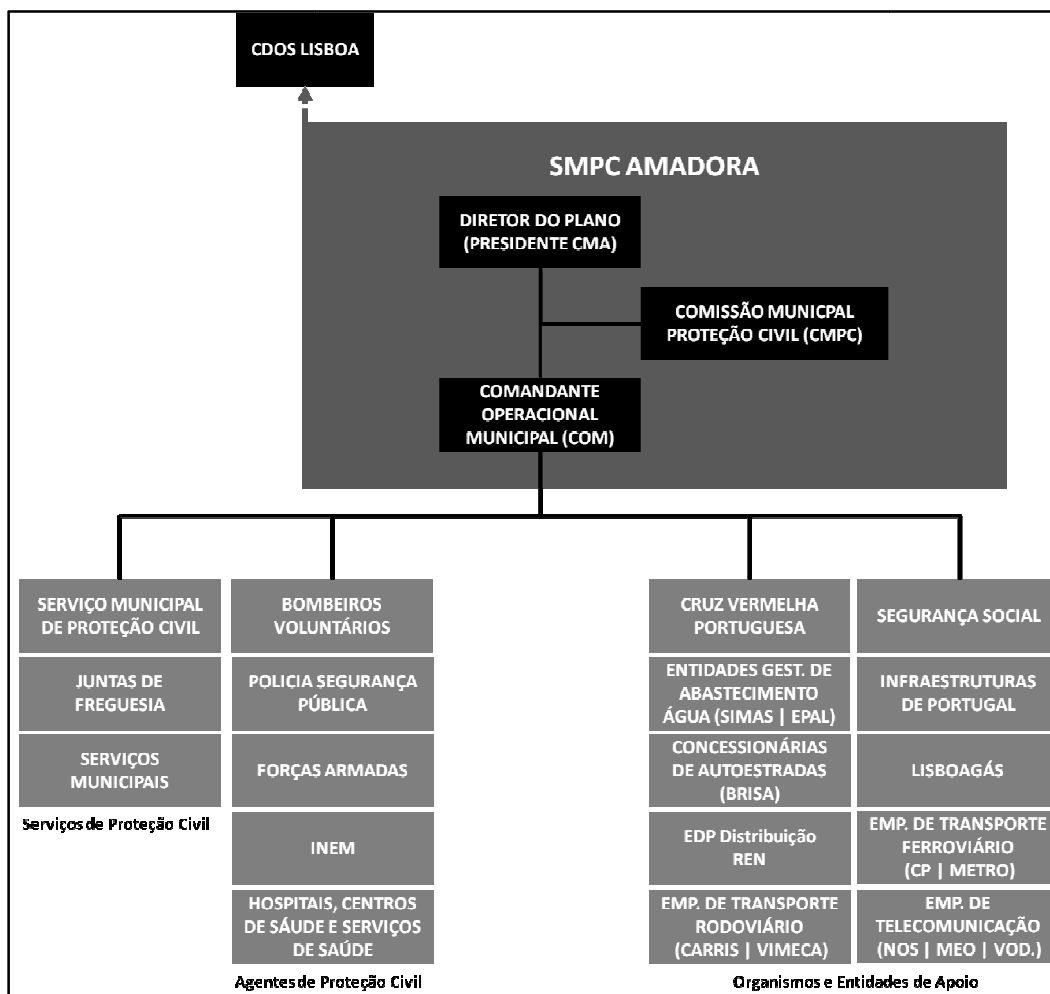 CDOS LISBOA
SMPC AMADORA
DIRETOR DO PLANO
(PRESIDENTE CMA)
COMISSÃO MUNICPAL
PROTEÇÃO CIVIL (CMPC)
COMANDANTE
OPERACIONAL
MUNICIPAL (COM)
SERVIÇO MUNICIPAL
DE PROTEÇÃO CIVIL
JUNTAS DE
FREGUESIA
SERVIÇOS
MUNICIPAIS
Serviços de Proteção Civil
BOMBEIROS
VOLUNTÁRIOS
POLICIA SEGURANÇA
PÚBLICA
FORÇAS ARMADAS
INEM
HOSPITAIS, CENTROS
DE SÁUDE E SERVIÇOS
DE SAÚDE
Agentes de Proteção Civil
CRUZ VERMELHA
PORTUGUESA
ENTIDADES GEST. DE
ABASTECIMENTO
ÁGUA (SIMAS | EPAL)
CONCESSIONÁRIAS
DE AUTOESTRADAS
(BRISA)
EDP Distribuição
REN
EMP. DE TRANSPORTE
RODOVIÁRIO
(CARRIS | VIMECA)
SEGURANÇA SOCIAL
INFRAESTRUTURAS
DE PORTUGAL
LISBOAGÁS
EMP. DE TRANSPORTE
FERROVIÁRIO
(CP | METRO)
EMP. DE
TELECOMUNICAÇÃO
(NOS | MEO | VOD.)
Organismos e Entidades de Apoio